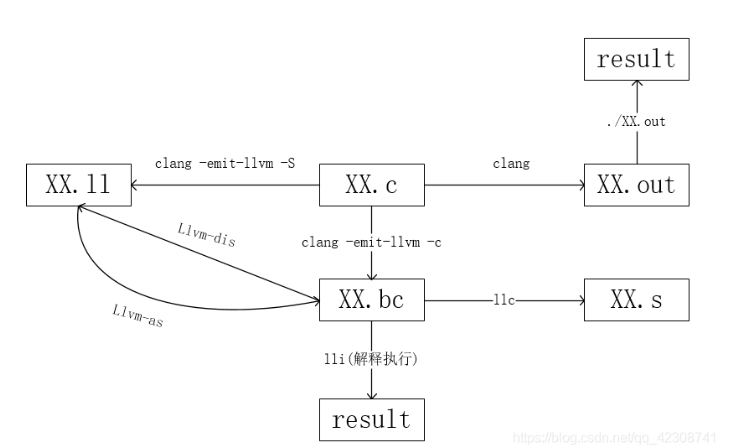 result
./XX.out
clang -emit-llvm -S
clang
XX.ll
XX.c
XX.out
Llvm-dis
clang -emit-llvm -c
Llvm-as
XX.bc
llc
XX.s
lli(解释执行)
result
https://blog.csdn.net/qq_42308741